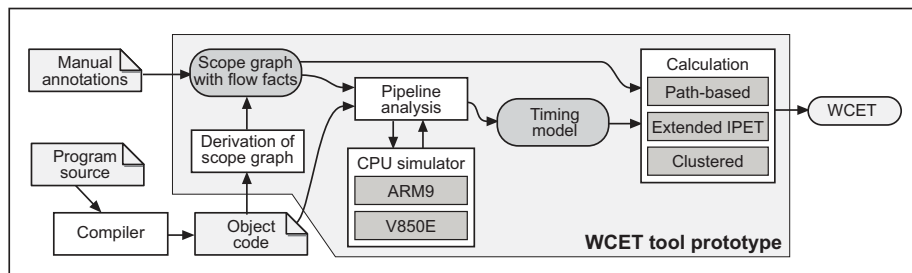 Manual
annotations
Scope graph
with flow facts
Derivation of
scope graph
Program
source
Compiler
Object
code
Pipeline
analysis
CPU simulator
ARM9
V850E
Timing
model
Calculation
Path-based
Extended IPET
Clustered
WCET
WCET tool prototype